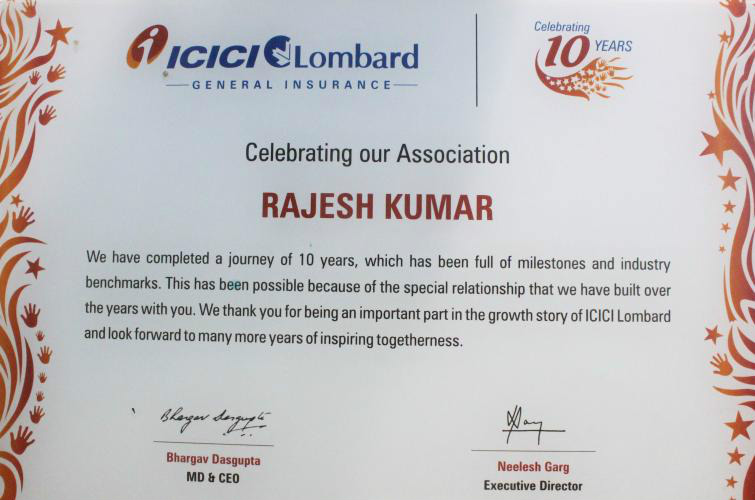 ICICI Lombard
GENERAL INSURANCE
Celebrating
10 YEARS
Celebrating our Association
RAJESH KUMAR
We have completed a journey of 10 years, which has been full of milestones and industry
benchmarks. This has been possible because of the special relationship that we have built over
the years with you. We thank you for being an important part in the growth story of ICICI Lombard
and look forward to many more years of inspiring togetherness.
Bhargav Dasgupta
Bhargav Dasgupta
MD & CEO
Neelesh Garg
Executive Director